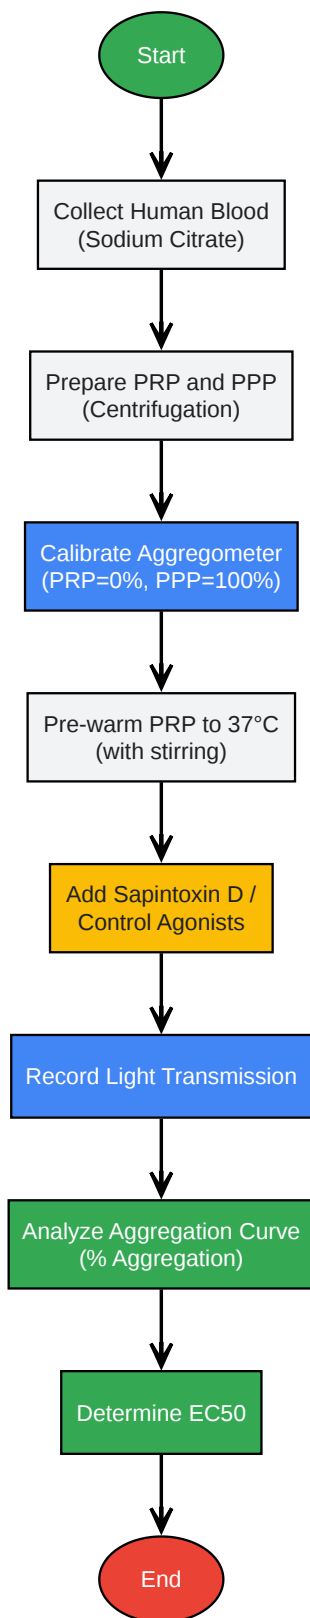 Start
Collect Human Blood
(Sodium Citrate)
Prepare PRP and PPP
(Centrifugation)
Calibrate Aggregometer
(PRP=0%, PPP=100%)
Pre-warm PRP to 37°C
(with stirring)
Add Sapintoxin D /
Control Agonists
Record Light Transmission
Analyze Aggregation Curve
(% Aggregation)
Determine EC50
End